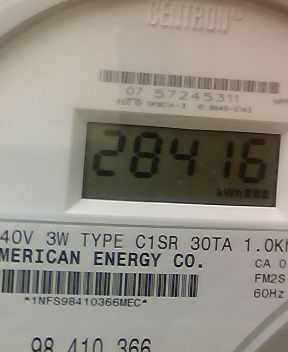 CENTRON®
07 57245311
28416
kWh
40V 3W TYPE C1SR 30TA 1.0K
MERICAN ENERGY CO.
CA 0
FM2S
60Hz
*1NFS98410366MEC*
98 410 366